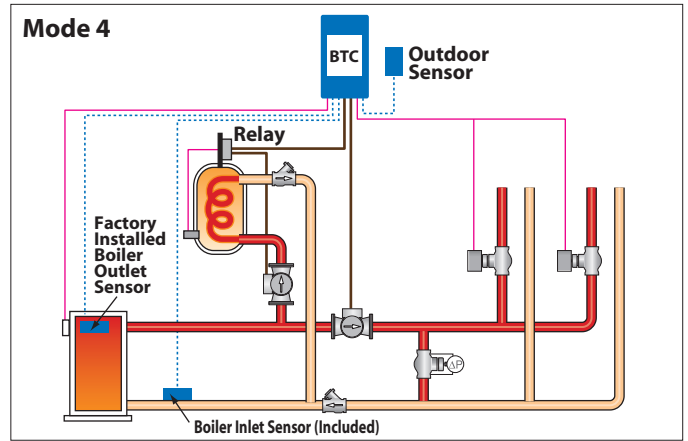 Mode 4
BTC
Outdoor
Sensor
Relay
Factory
Installed
Boiler
Outlet
Sensor
ΔP
Boiler Inlet Sensor (Included)